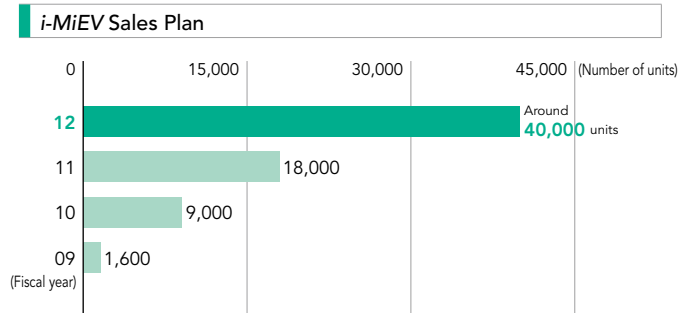 i-MiEV Sales Plan
0 15,000 30,000 45,000 (Number of units)
12 Around
40,000 units
11 18,000
10 9,000
09 1,600
(Fiscal year)